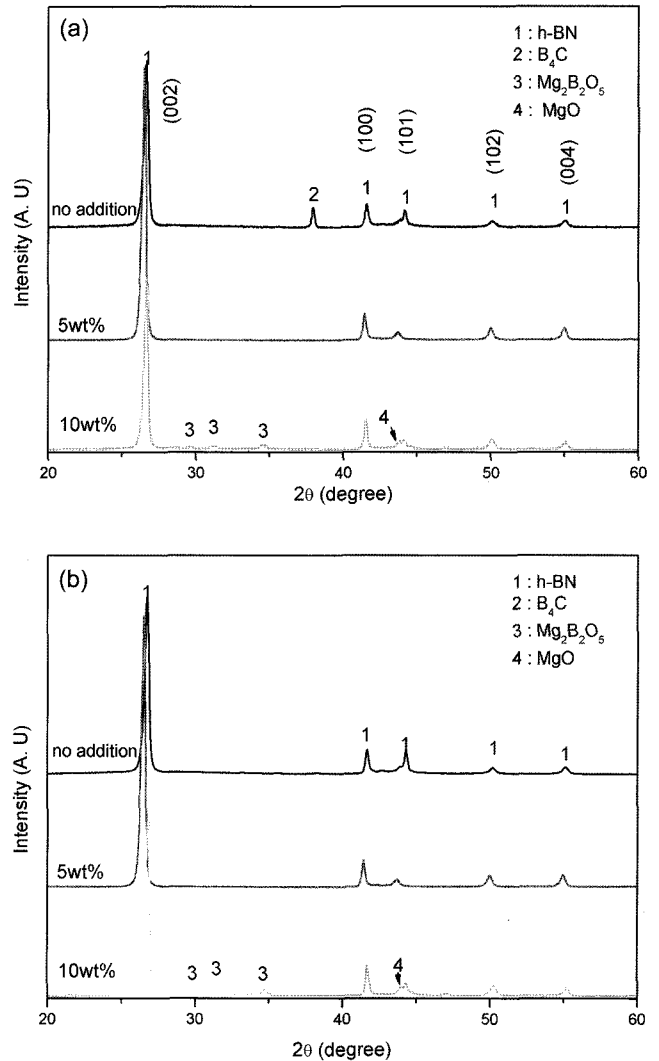 (a)
1 : h-BN
2 : B₄C
3 : Mg₂B₂O₅
4 : MgO
1
(002)
(100)
(101)
(102)
(004)
2
1
1
1
1
no addition
5wt%
10wt%
3
3
3
4
Intensity (A. U)
20
30
40
50
60
2θ (degree)
(b)
1 : h-BN
2 : B₄C
3 : Mg₂B₂O₅
4 : MgO
1
1
1
1
1
no addition
5wt%
10wt%
3
3
3
4
Intensity (A. U)
20
30
40
50
60
2θ (degree)